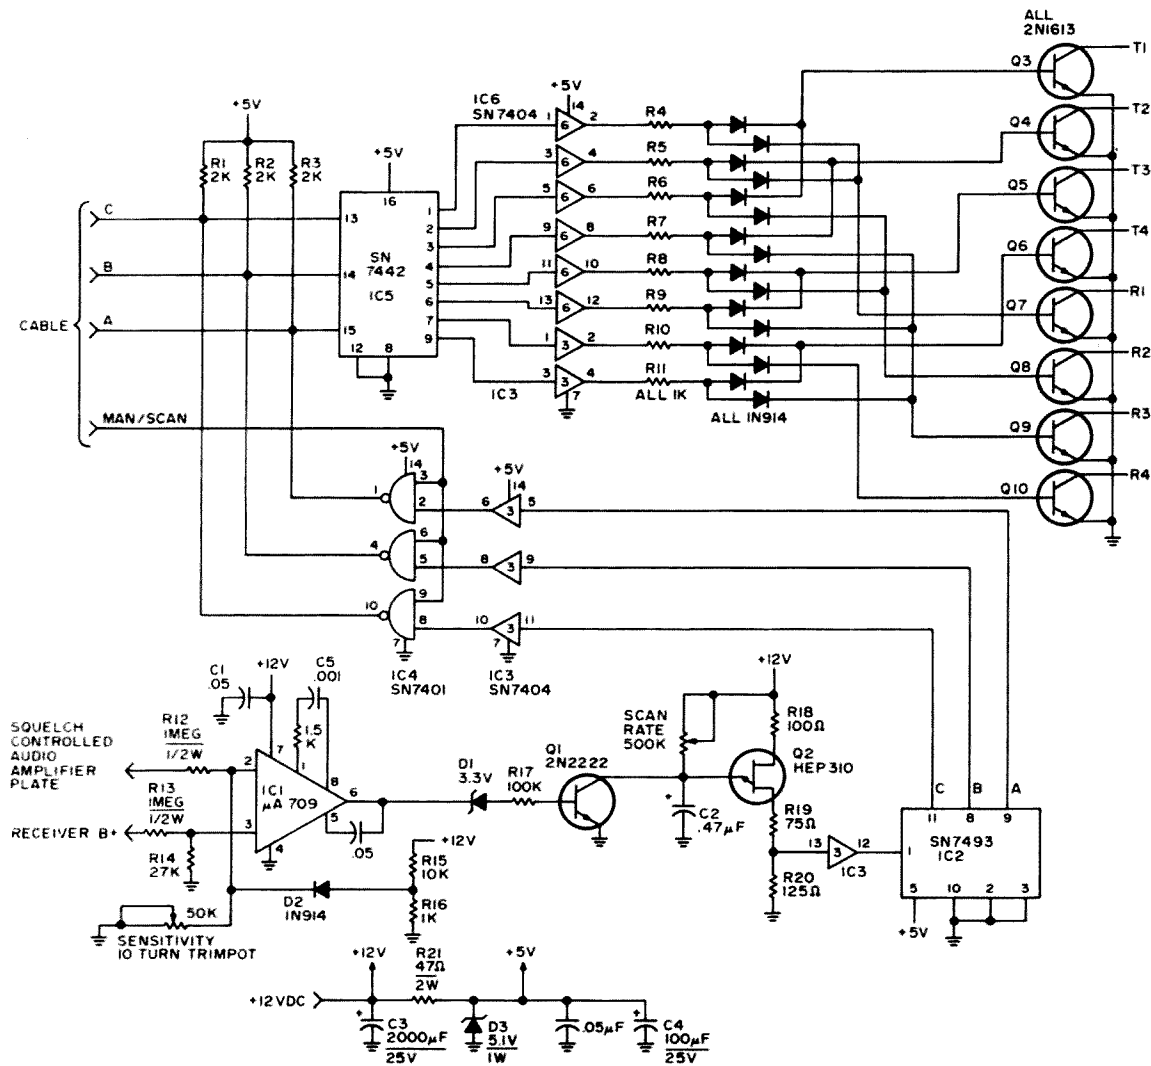 ALL
2N1613
Q3
T1
T2
Q4
T3
Q5
T4
Q6
R1
Q7
R2
Q8
R3
Q9
R4
Q10
+5V
R1
2K
R2
2K
R3
2K
+5V
16
C
13
B
14
A
15
CABLE
SN
7442
IC5
12
8
1
2
3
4
5
6
7
9
IC6
SN7404
+5V
14
1
6
2
R4
3
6
4
R5
5
6
6
R6
9
6
8
R7
11
6
10
R8
13
6
12
R9
1
3
2
R10
3
3
4
R11
IC3
7
ALL 1K
ALL 1N914
MAN/SCAN
+5V
14
3
1
2
+5V
14
6
3
5
6
4
5
8
3
9
9
10
8
7
10
3
11
7
IC4
SN7401
IC3
SN7404
C1
.05
+12V
C5
.001
1.5
K
SQUELCH
CONTROLLED
AUDIO
AMPLIFIER
PLATE
R12
1MEG
1/2W
2
7
1
8
IC1
µA 709
6
5
R13
1MEG
1/2W
RECEIVER B+
3
4
.05
R14
27K
D1
3.3V
R17
100K
Q1
2N2222
SCAN
RATE
500K
+12V
R18
100Ω
Q2
HEP 310
+
C2
.47µF
R19
75Ω
R20
125Ω
13
3
12
IC3
C
B
A
11
8
9
SN7493
IC2
1
5
10
2
3
+5V
+12V
R15
10K
R16
1K
D2
1N914
50K
SENSITIVITY
10 TURN TRIMPOT
+12V
R21
47Ω
2W
+5V
+12VDC
+
C3
2000µF
25V
D3
5.1V
1W
.05µF
+
C4
100µF
25V